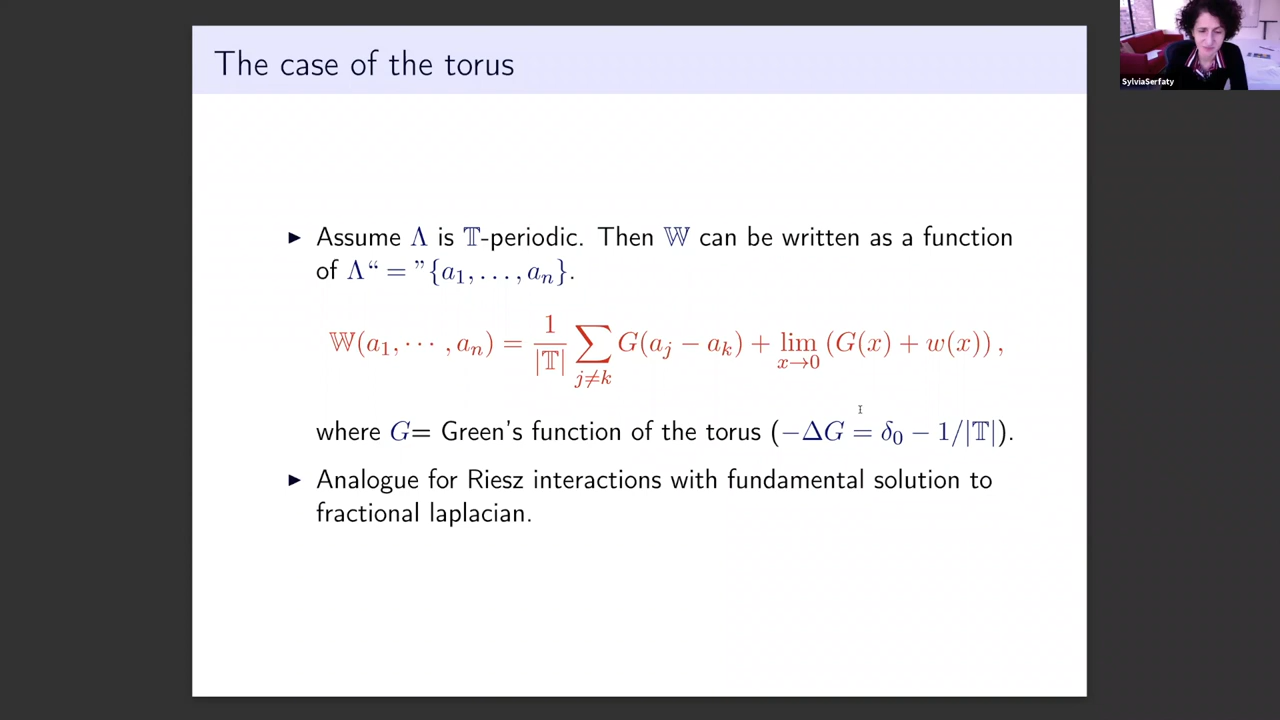 The case of the torus
SylviaSerfaty
▶ Assume Λ is 𝕋-periodic. Then 𝕎 can be written as a function
of Λ“ = ”{a₁, . . . , aₙ}.
𝕎(a₁, ⋯ , aₙ) = 1/|𝕋| ∑_{j≠k} G(a_j − a_k) + lim_{x→0} (G(x) + w(x)) ,
where G= Green's function of the torus (−ΔG = δ₀ − 1/|𝕋|).
▶ Analogue for Riesz interactions with fundamental solution to
fractional laplacian.